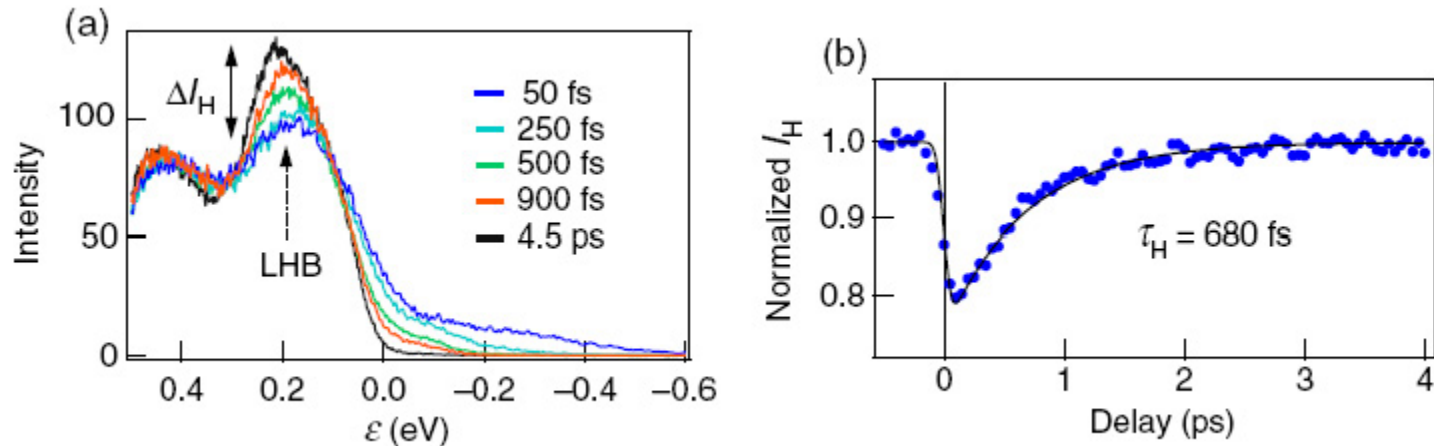 (a)
Intensity
100
50
0
ΔI_H
LHB
50 fs
250 fs
500 fs
900 fs
4.5 ps
0.4 0.2 0.0 −0.2 −0.4 −0.6
ε (eV)
(b)
Normalized I_H
1.0
0.9
0.8
τ_H = 680 fs
0 1 2 3 4
Delay (ps)